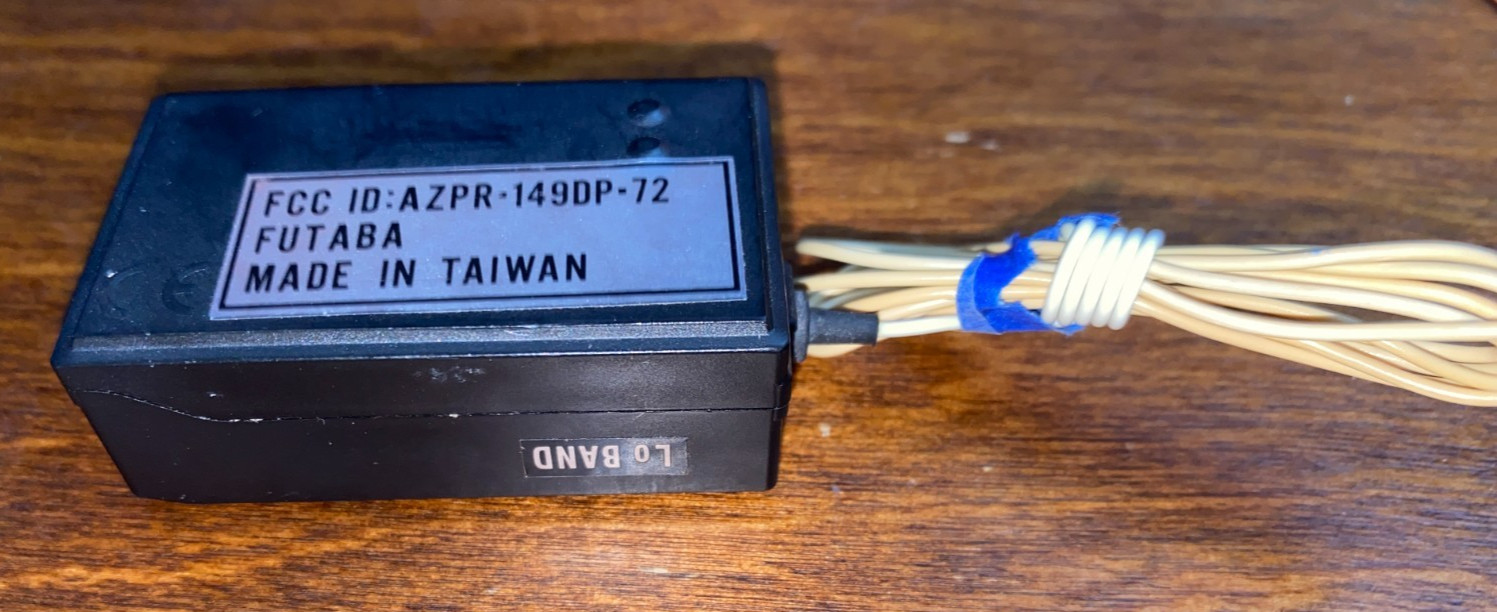 FCC ID:AZPR-149DP-72
FUTABA
MADE IN TAIWAN
Lo BAND